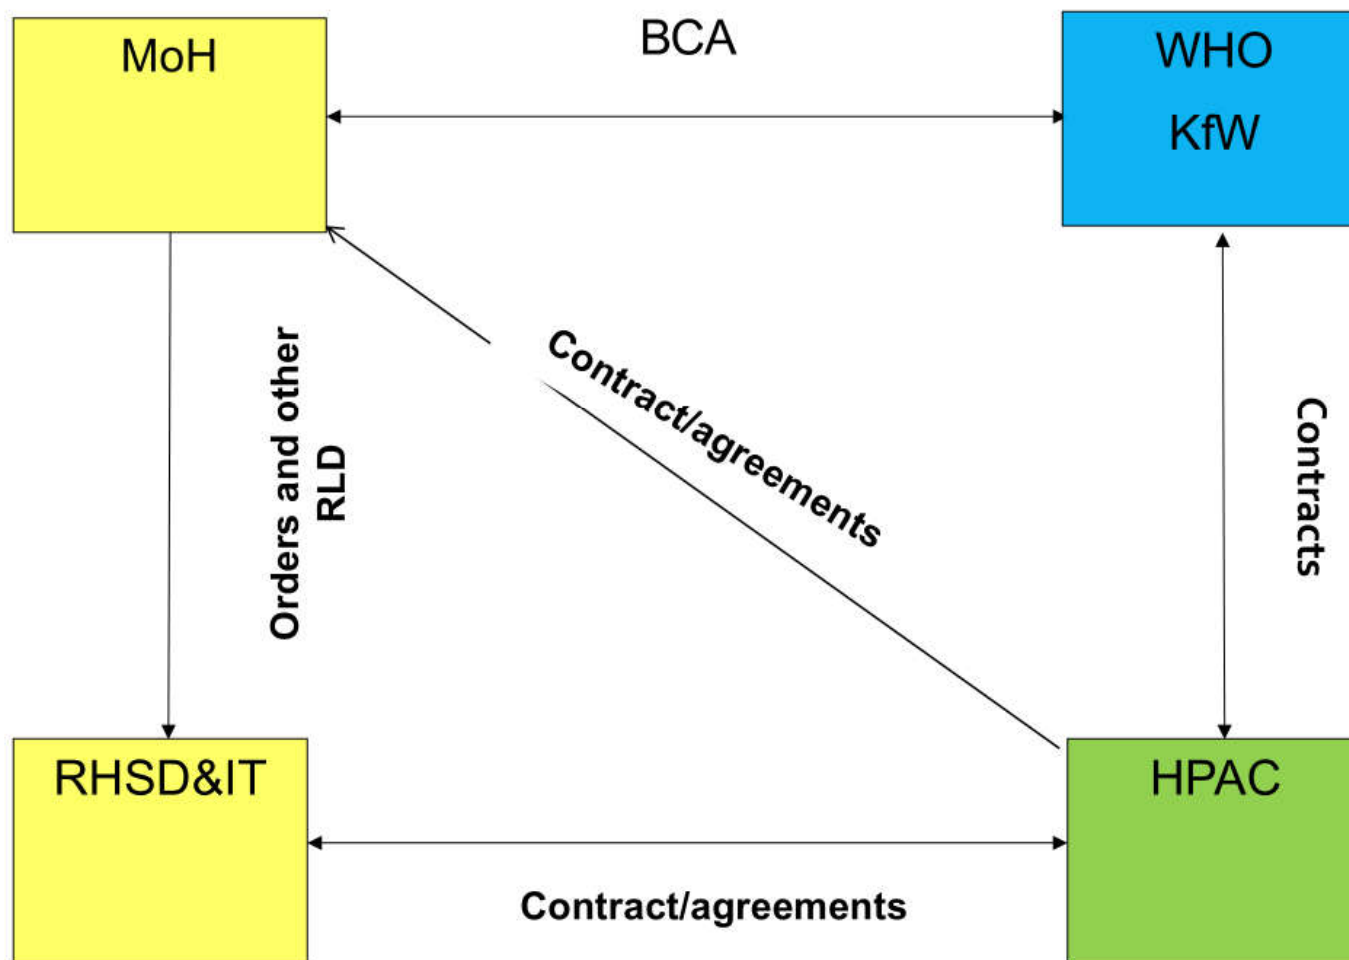 MoH
BCA
WHO
KfW
Orders and other
RLD
Contract/agreements
Contracts
RHSD&IT
HPAC
Contract/agreements